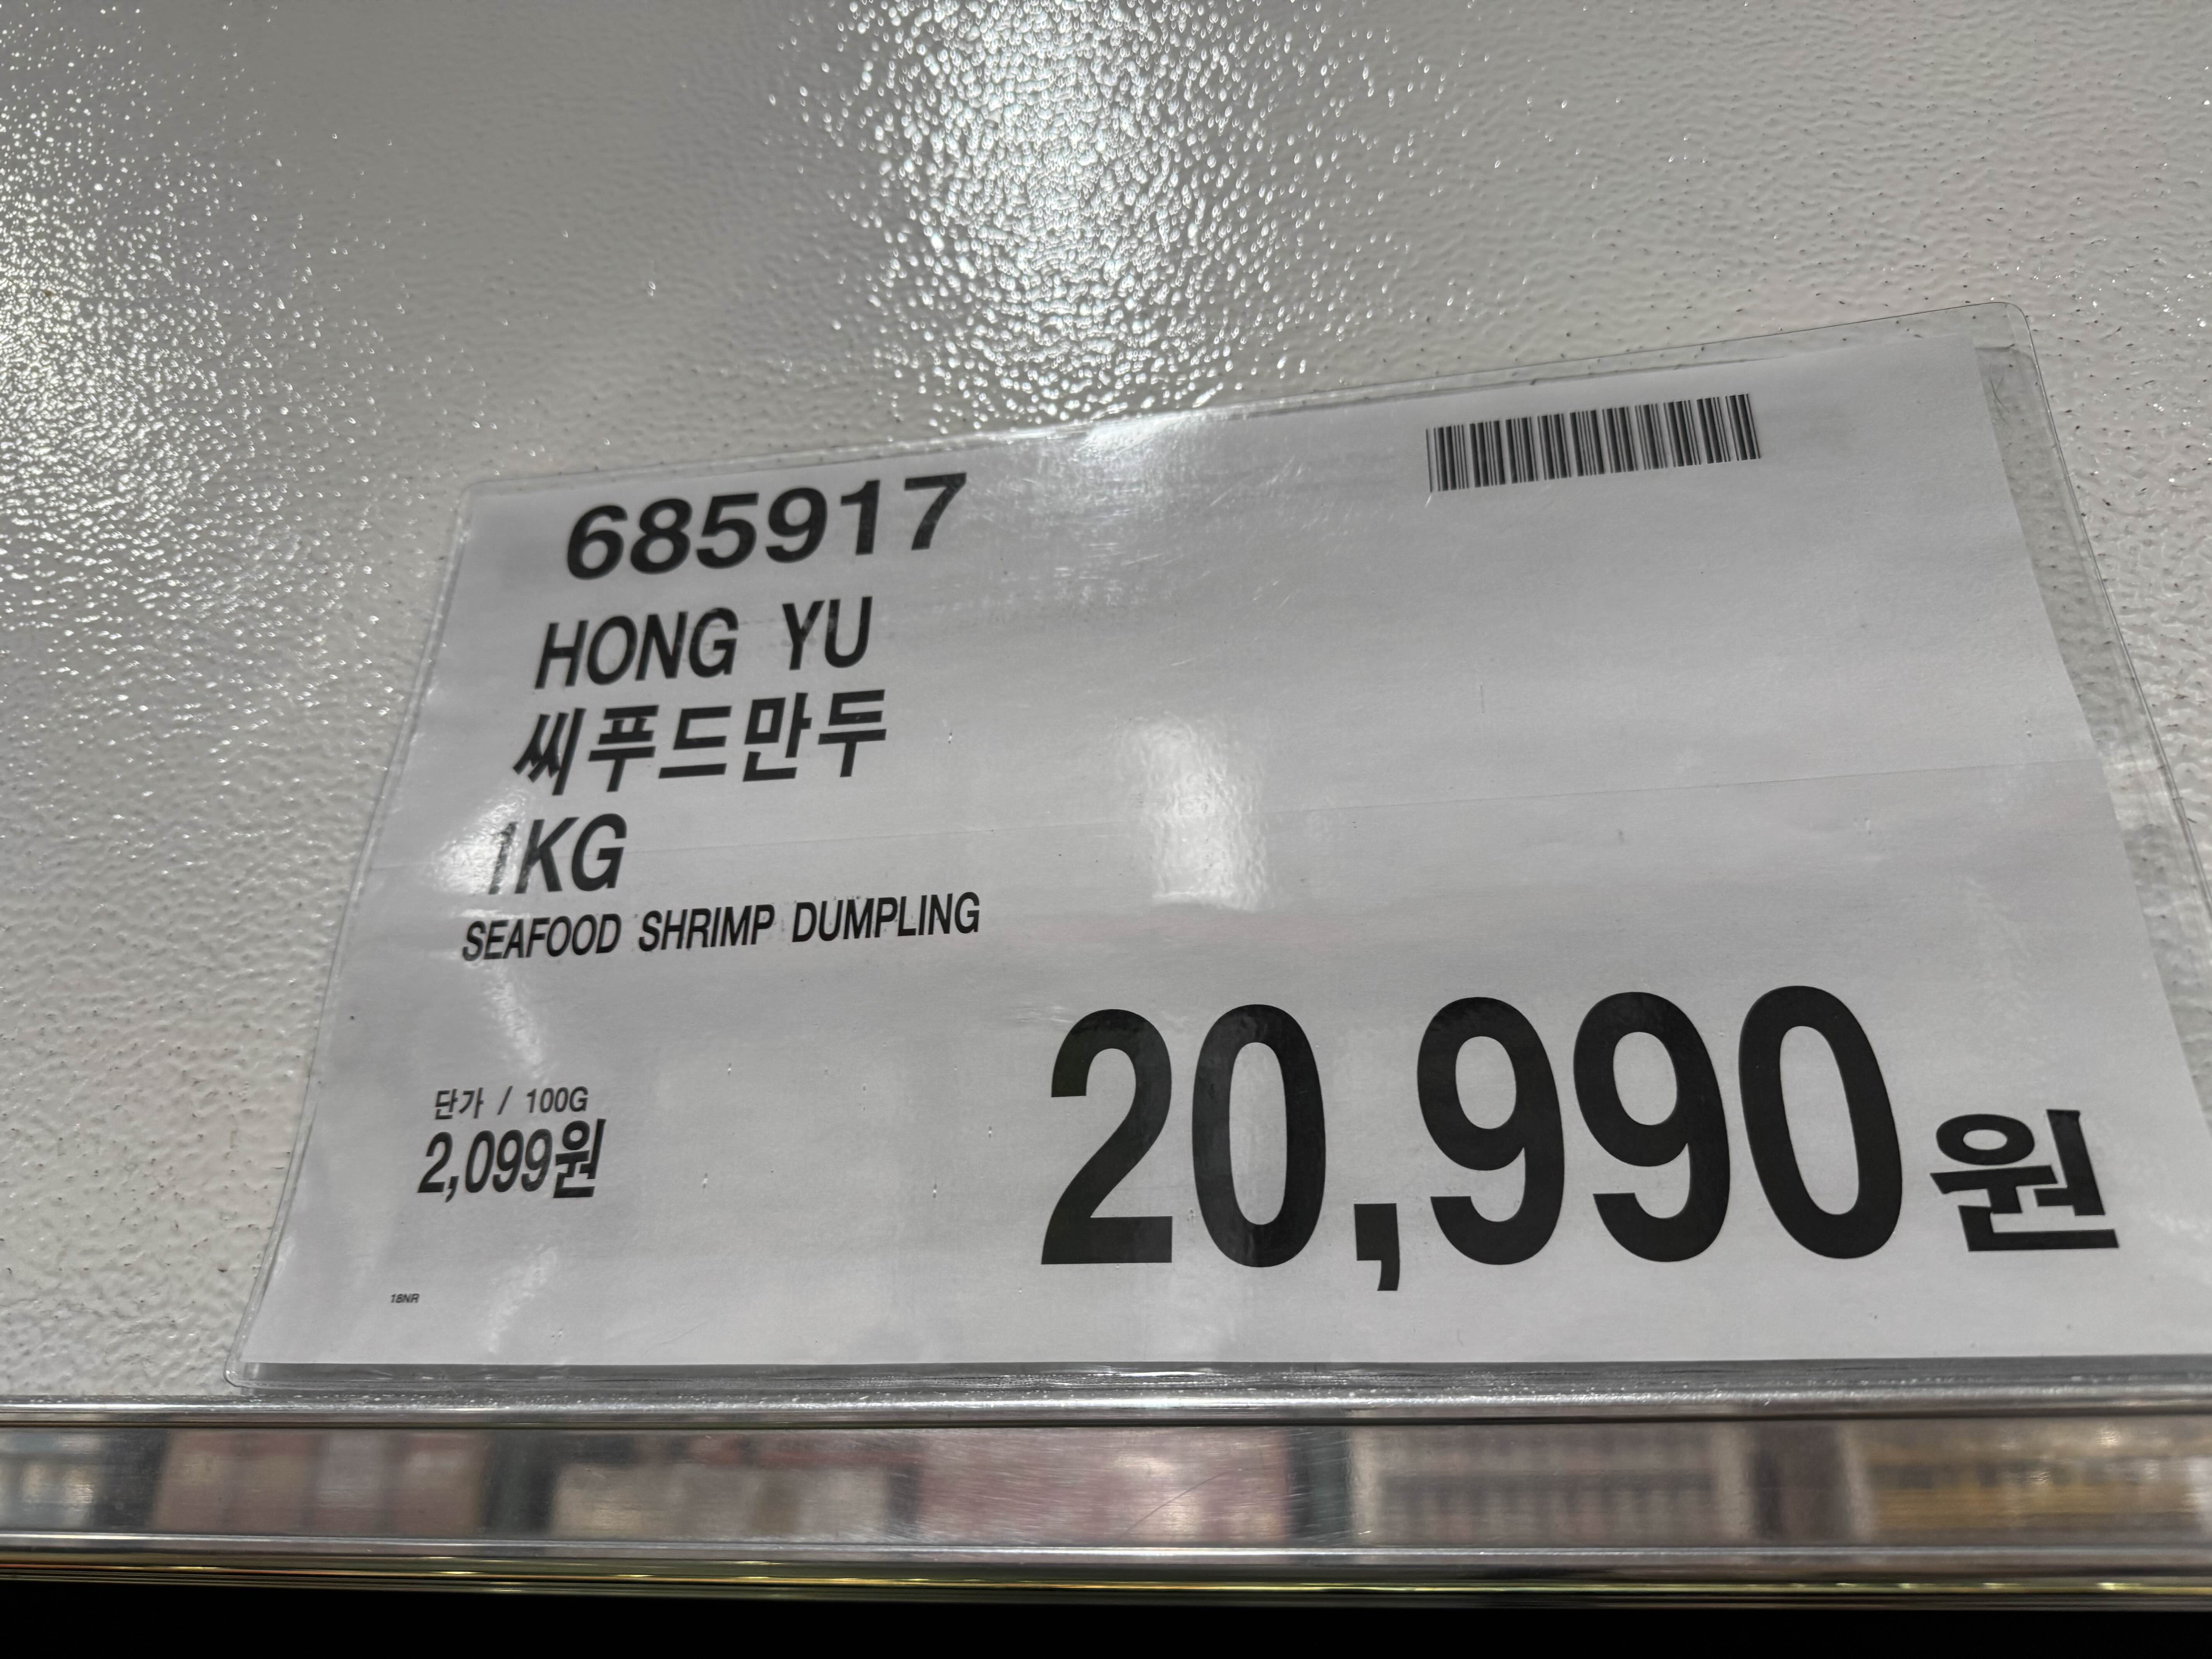 685917
HONG YU
씨푸드만두
1KG
SEAFOOD SHRIMP DUMPLING
단가 / 100G
2,099원
20,990원
18NR